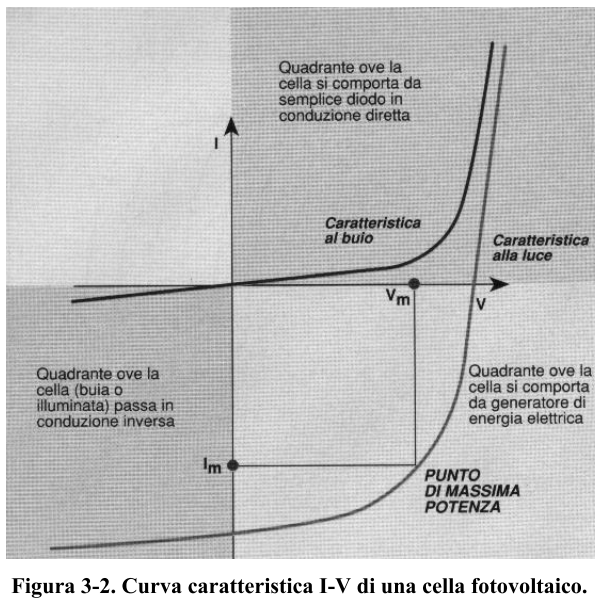 Quadrante ove la
cella si comporta da
semplice diodo in
conduzione diretta
I
Caratteristica
al buio
Caratteristica
alla luce
Vm
V
Quadrante ove la
cella (buia o
illuminata) passa in
conduzione inversa
Quadrante ove la
cella si comporta
da generatore di
energia elettrica
Im
PUNTO
DI MASSIMA
POTENZA
Figura 3-2. Curva caratteristica I-V di una cella fotovoltaico.